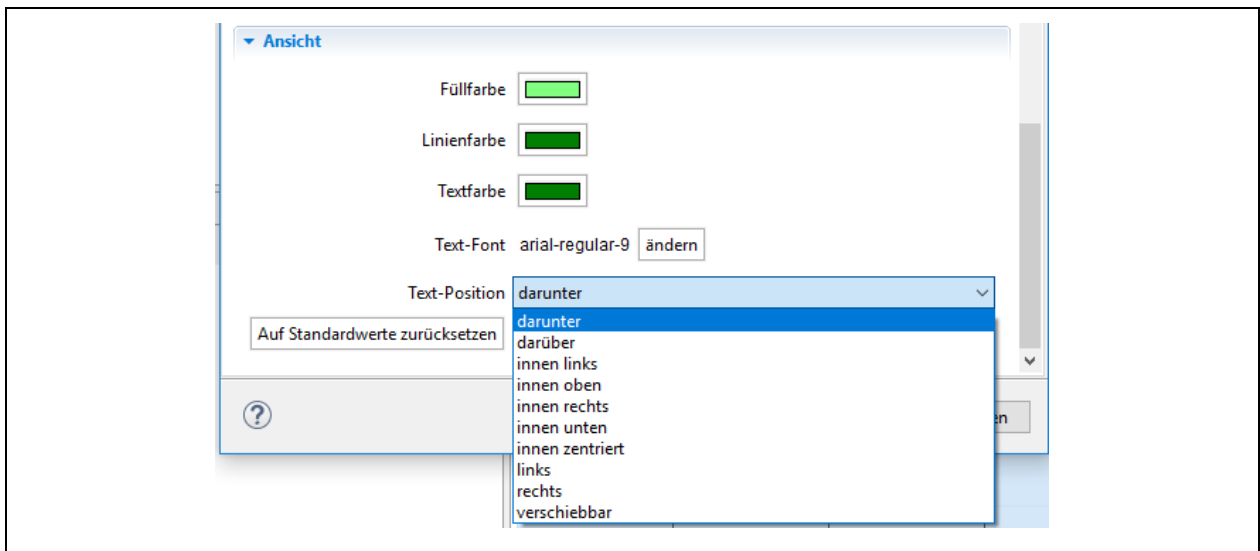 Ansicht
Füllfarbe
Linienfarbe
Textfarbe
Text-Font arial-regular-9 ändern
Text-Position darunter
Auf Standardwerte zurücksetzen
darunter
darüber
innen links
innen oben
innen rechts
innen unten
innen zentriert
links
rechts
verschiebbar